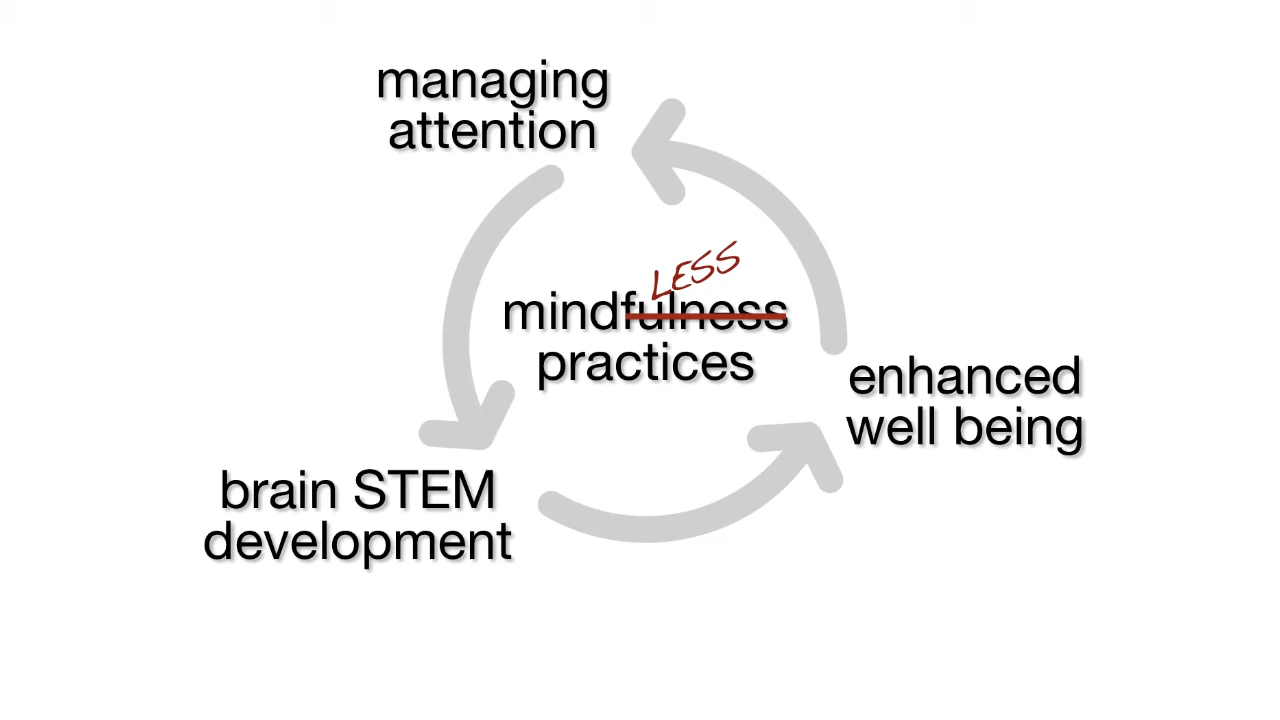 managing
attention
LESS
mindfulness
practices
enhanced
well being
brain STEM
development